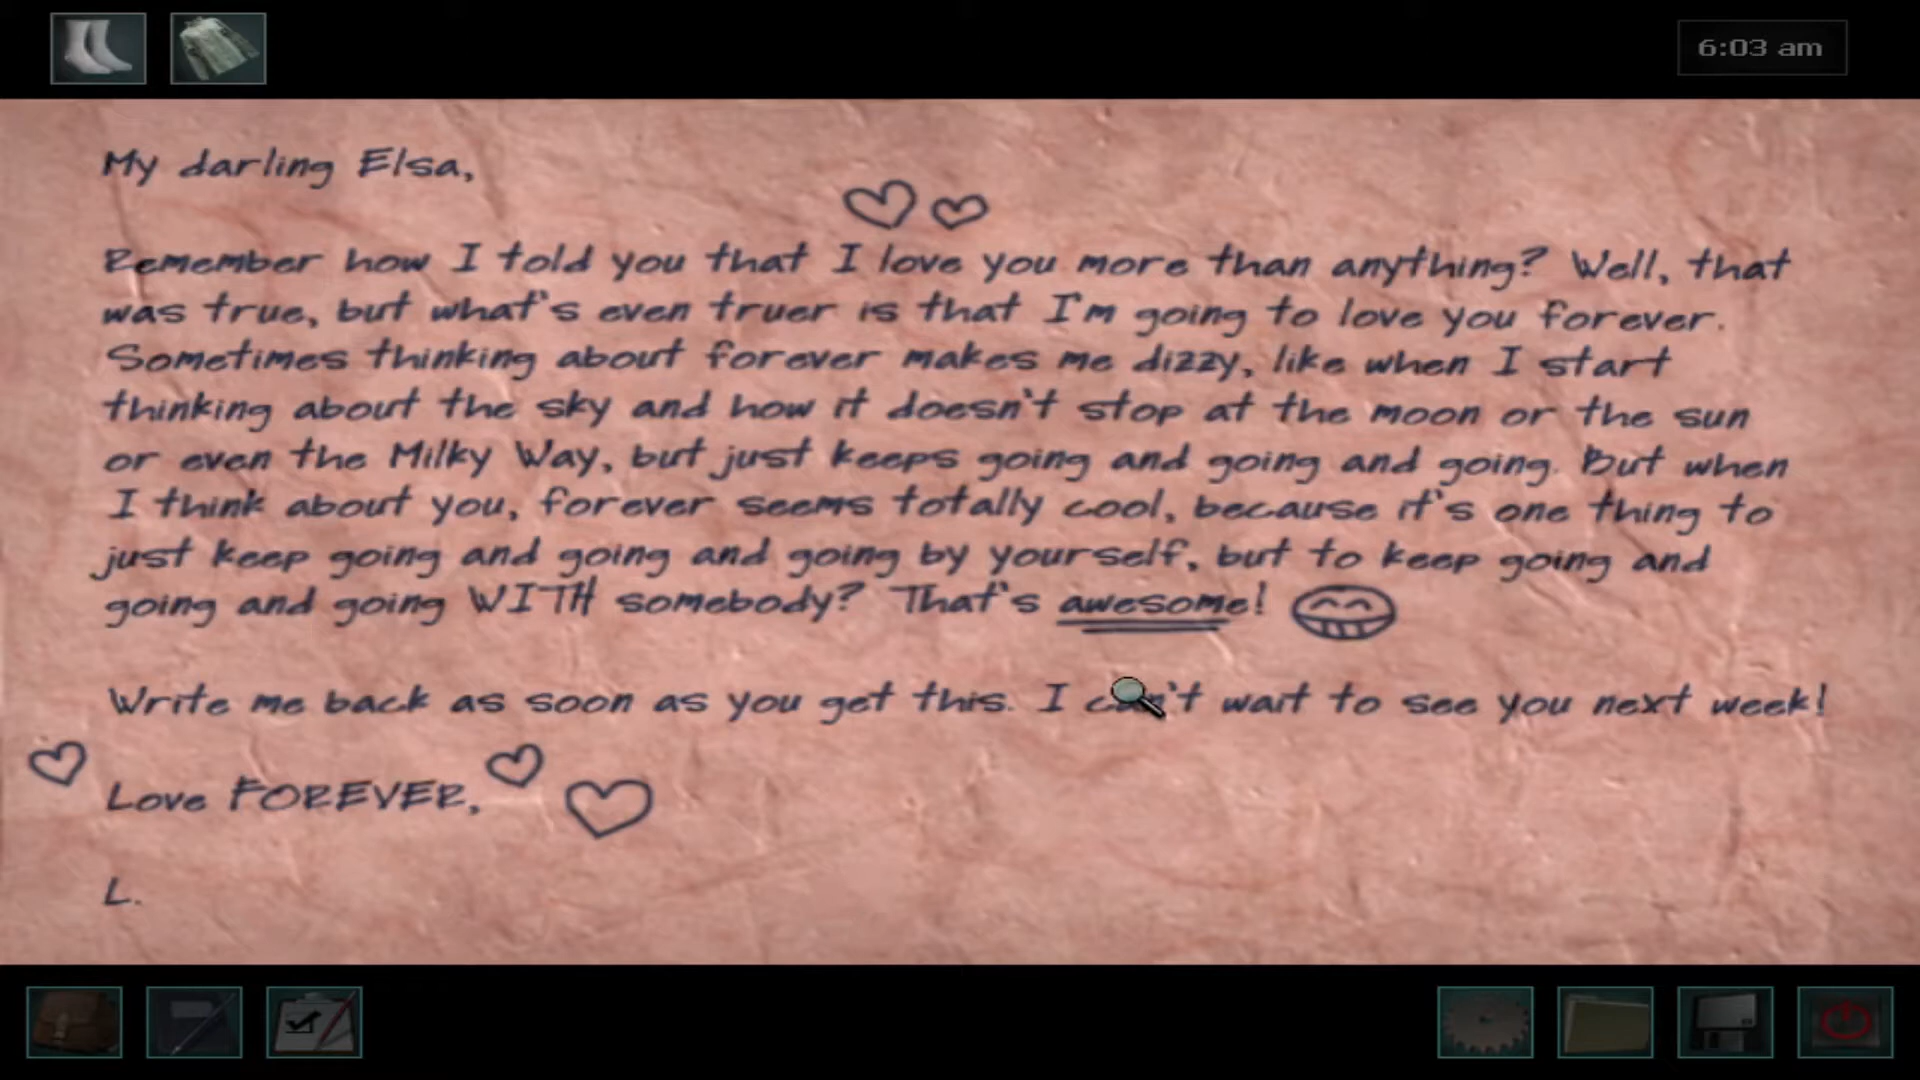 6:03 am
My darling Elsa,
Remember how I told you that I love you more than anything? Well, that
was true, but what's even truer is that I'm going to love you forever.
Sometimes thinking about forever makes me dizzy, like when I start
thinking about the sky and how it doesn't stop at the moon or the sun
or even the Milky Way, but just keeps going and going and going. But when
I think about you, forever seems totally cool, because it's one thing to
just keep going and going and going by yourself, but to keep going and
going and going WITH somebody? That's awesome!
Write me back as soon as you get this. I can't wait to see you next week!
Love FOREVER,
L.